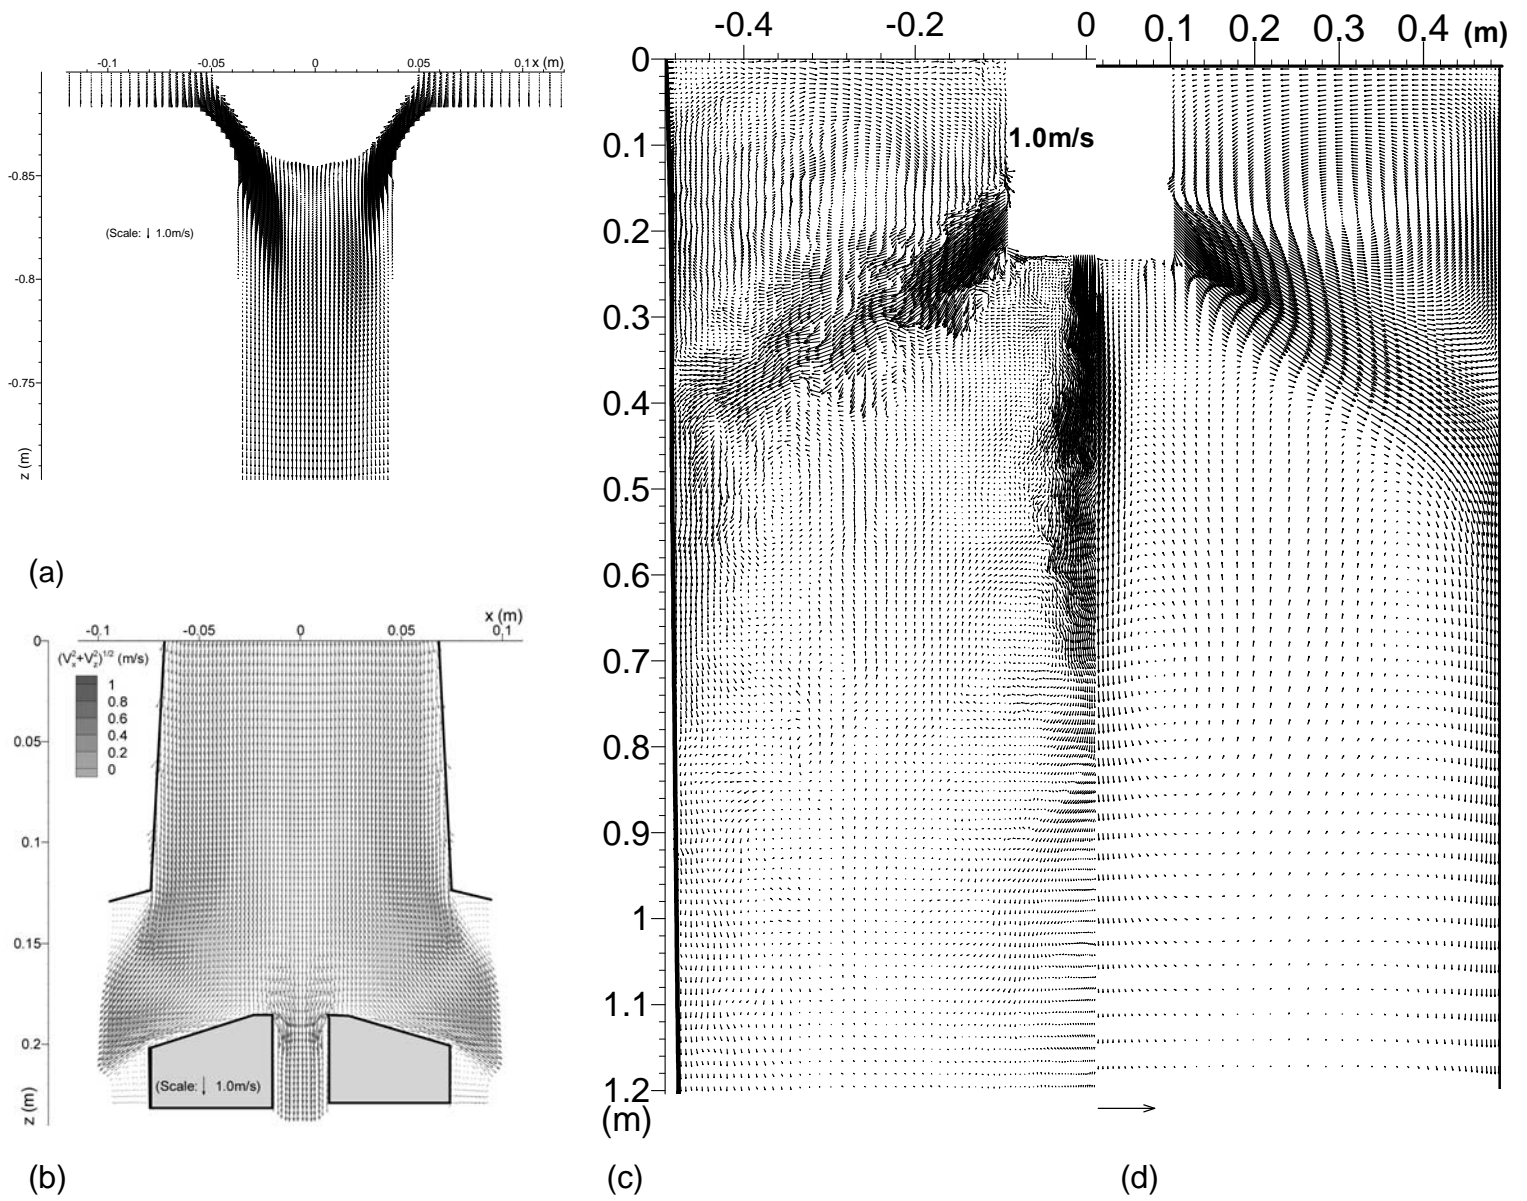 -0.1 -0.05 0 0.05 0.1 x (m)
-0.85
(Scale: ↓ 1.0m/s)
-0.8
-0.75
z (m)
(a)
x (m)
-0.1 -0.05 0 0.05 0.1
0
(V²x+V²z)^1/2 (m/s)
1
0.8
0.6
0.4
0.2
0
0.05
0.1
0.15
0.2
(Scale: ↓ 1.0m/s)
z (m)
(b)
-0.4 -0.2 0 0.1 0.2 0.3 0.4 (m)
0
0.1
1.0m/s
0.2
0.3
0.4
0.5
0.6
0.7
0.8
0.9
1
1.1
1.2
(m)
(c) (d)